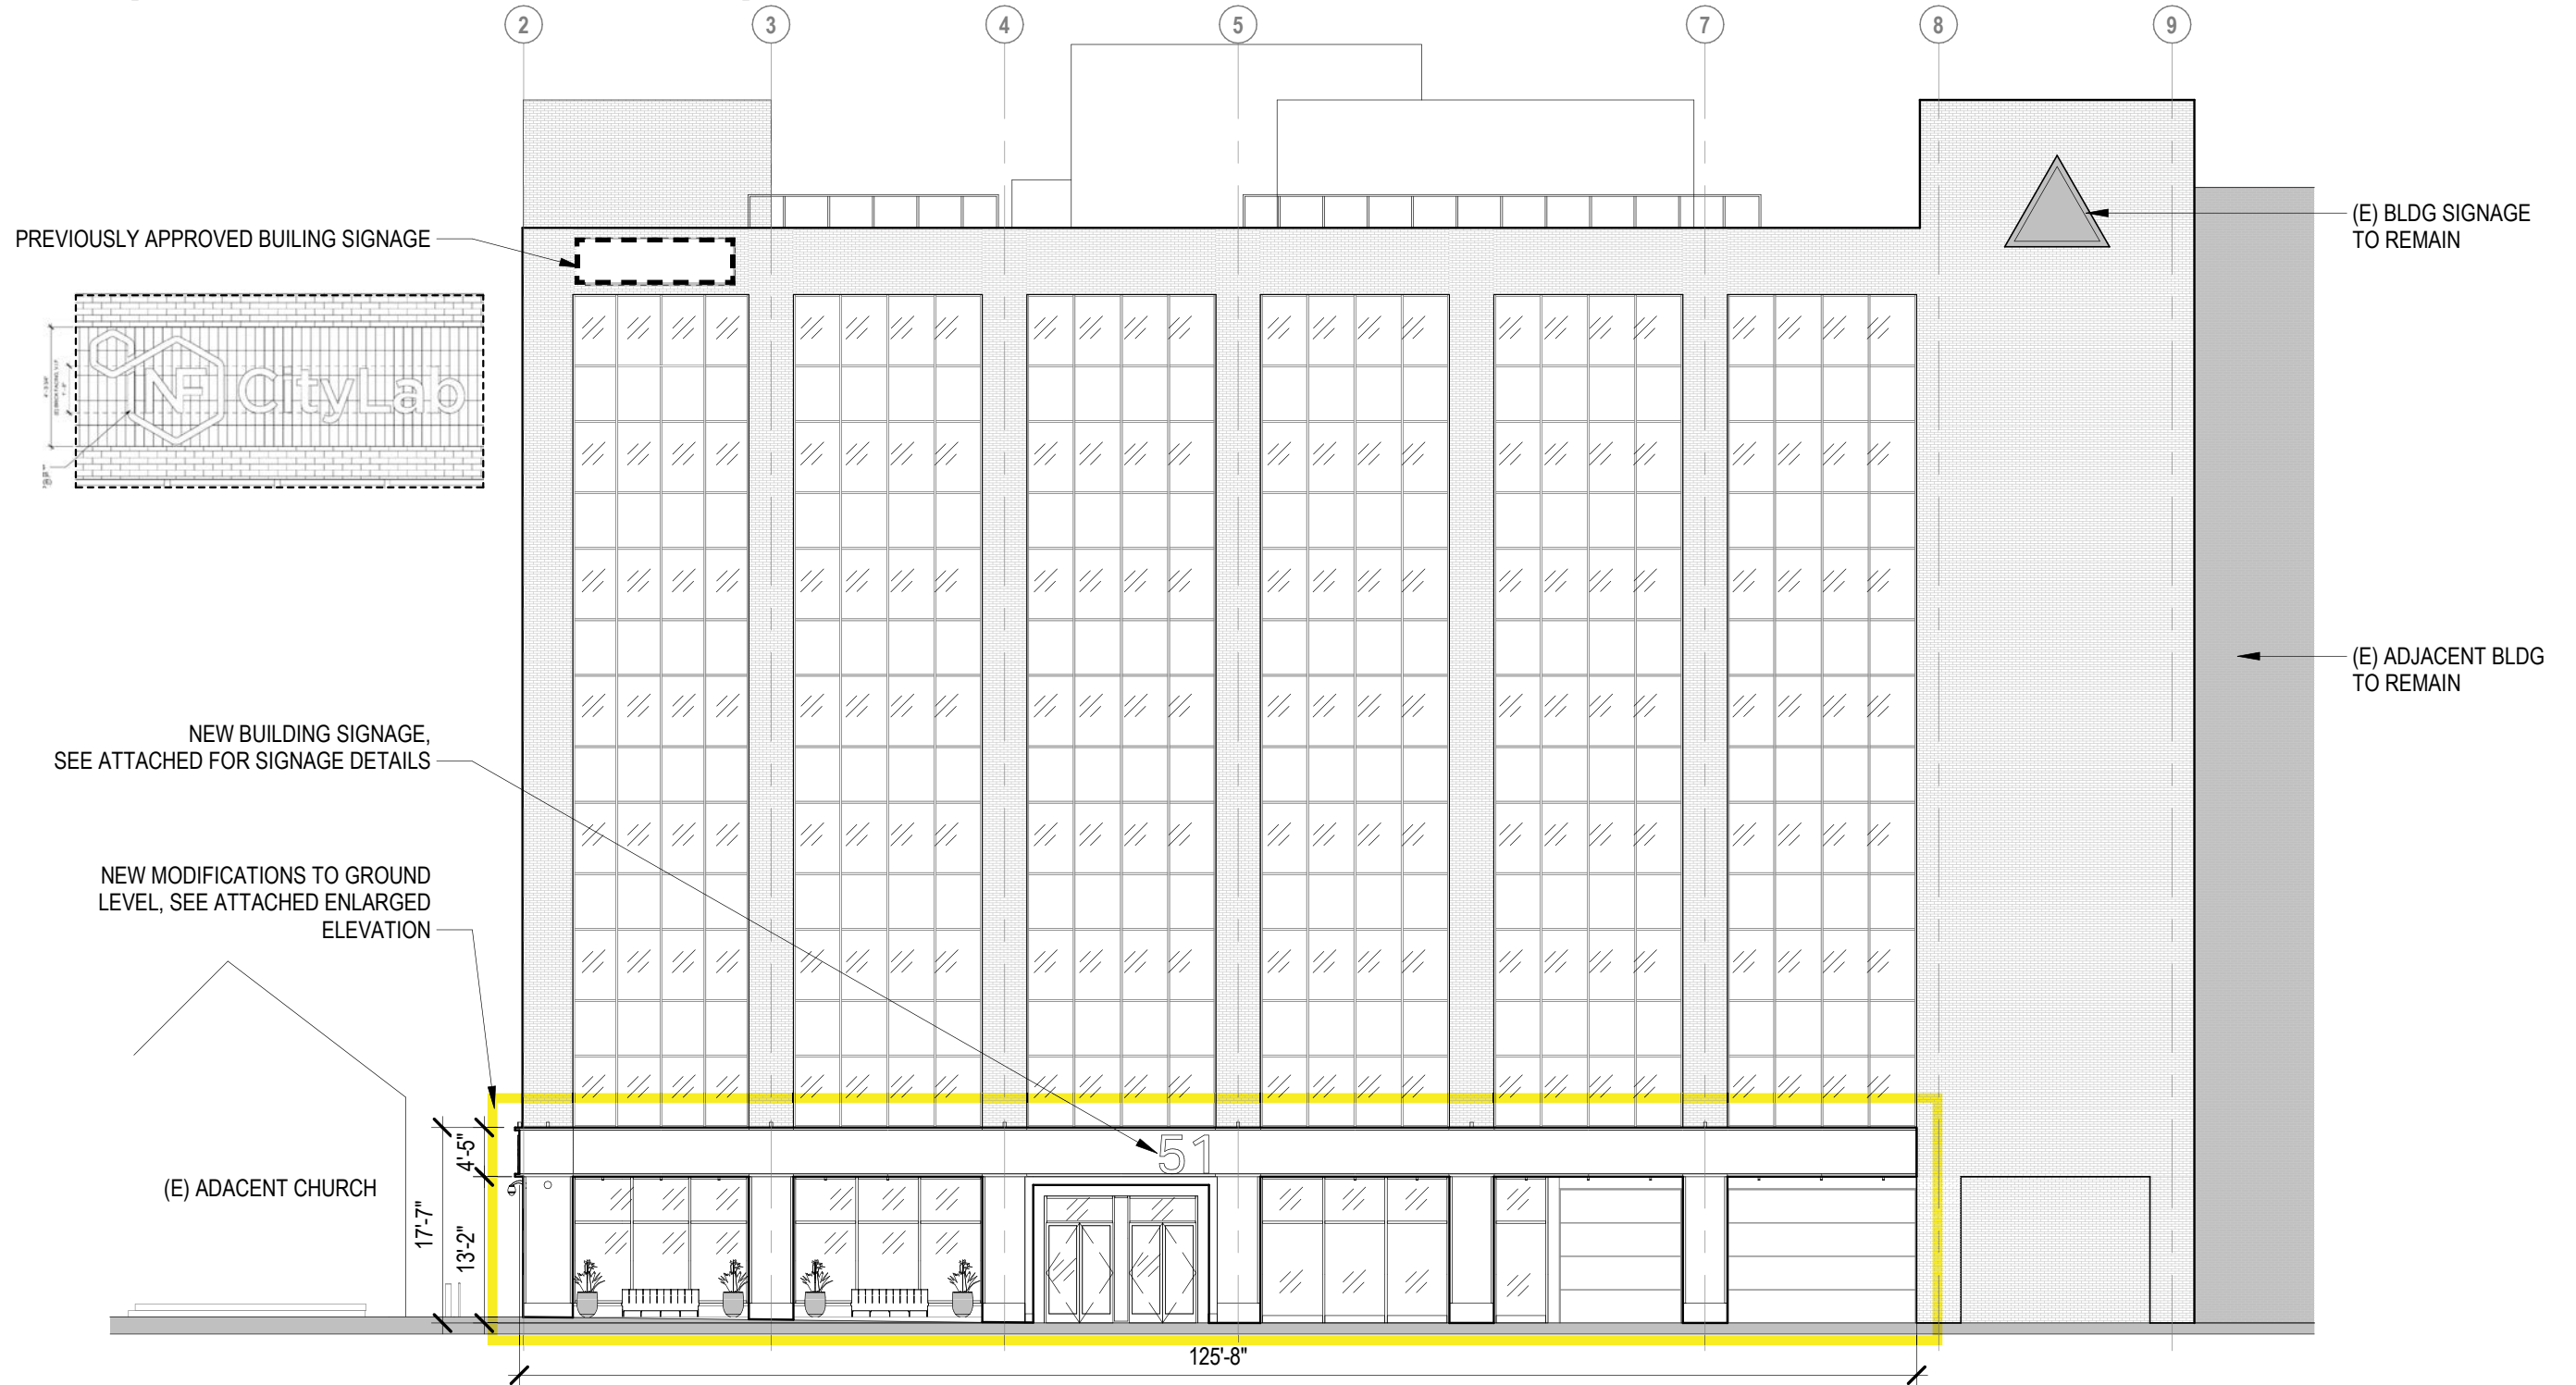 2
3
4
5
7
8
9
PREVIOUSLY APPROVED BUILING SIGNAGE
(E) BLDG SIGNAGE
TO REMAIN
NF CityLab
(E) ADJACENT BLDG
TO REMAIN
NEW BUILDING SIGNAGE,
SEE ATTACHED FOR SIGNAGE DETAILS
NEW MODIFICATIONS TO GROUND
LEVEL, SEE ATTACHED ENLARGED
ELEVATION
51
4'-5"
(E) ADACENT CHURCH
17'-7"
13'-2"
125'-8"